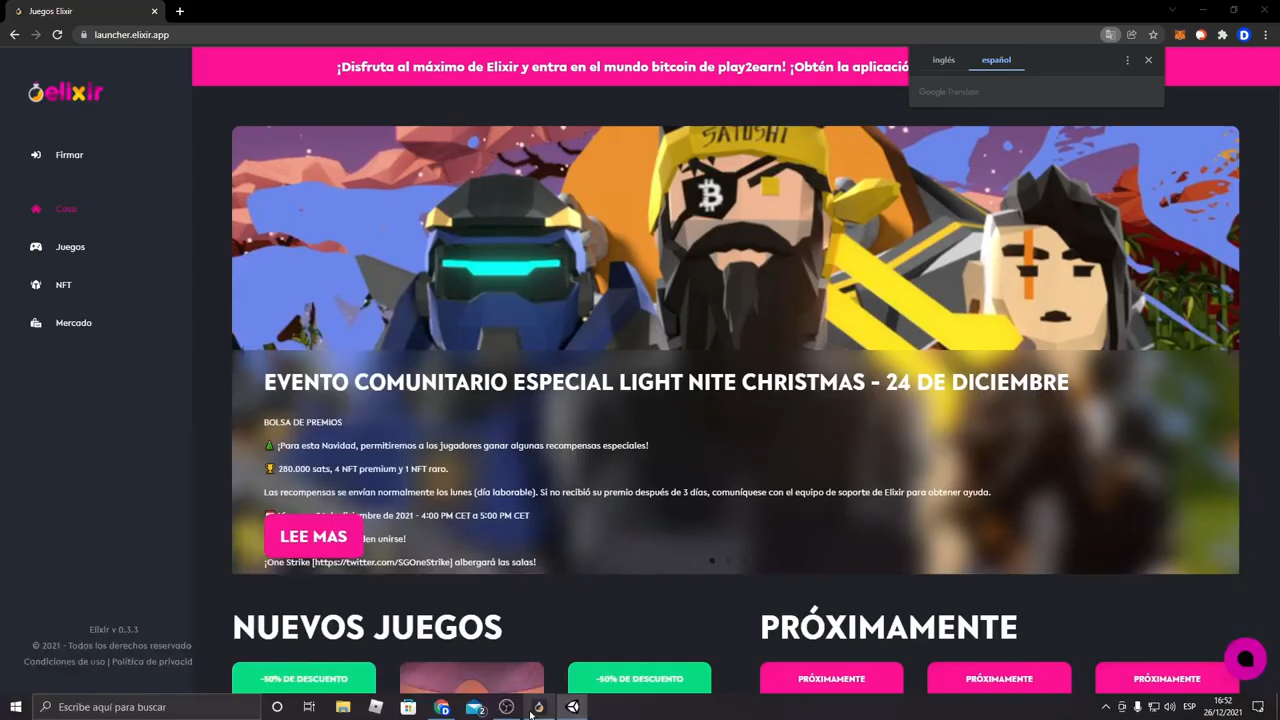 Juegos Elixir
launcher.elixir.app
D
inglés español
Google Translate
¡Disfruta al máximo de Elixir y entra en el mundo bitcoin de play2earn! ¡Obtén la aplicació
elixir
Firmar
Casa
Juegos
NFT
Mercado
SATOSHI
EVENTO COMUNITARIO ESPECIAL LIGHT NITE CHRISTMAS - 24 DE DICIEMBRE
BOLSA DE PREMIOS
¡Para esta Navidad, permitiremos a los jugadores ganar algunas recompensas especiales!
280.000 sats, 4 NFT premium y 1 NFT raro.
Las recompensas se envían normalmente los lunes (día laborable). Si no recibió su premio después de 3 días, comuníquese con el equipo de soporte de Elixir para obtener ayuda.
de 2021 - 4:00 PM CET a 5:00 PM CET
LEE MAS
unirse!
¡One Strike [https://twitter.com/SGOneStrike] albergará las salas!
NUEVOS JUEGOS
PRÓXIMAMENTE
-50% DE DESCUENTO
-50% DE DESCUENTO
PRÓXIMAMENTE
PRÓXIMAMENTE
PRÓXIMAMENTE
Elixir v 0.3.3
© 2021 - Todos los derechos reservado
Condiciones de uso | Política de privacid
Escribe aquí para buscar
D
2
ESP
16:52
26/12/2021